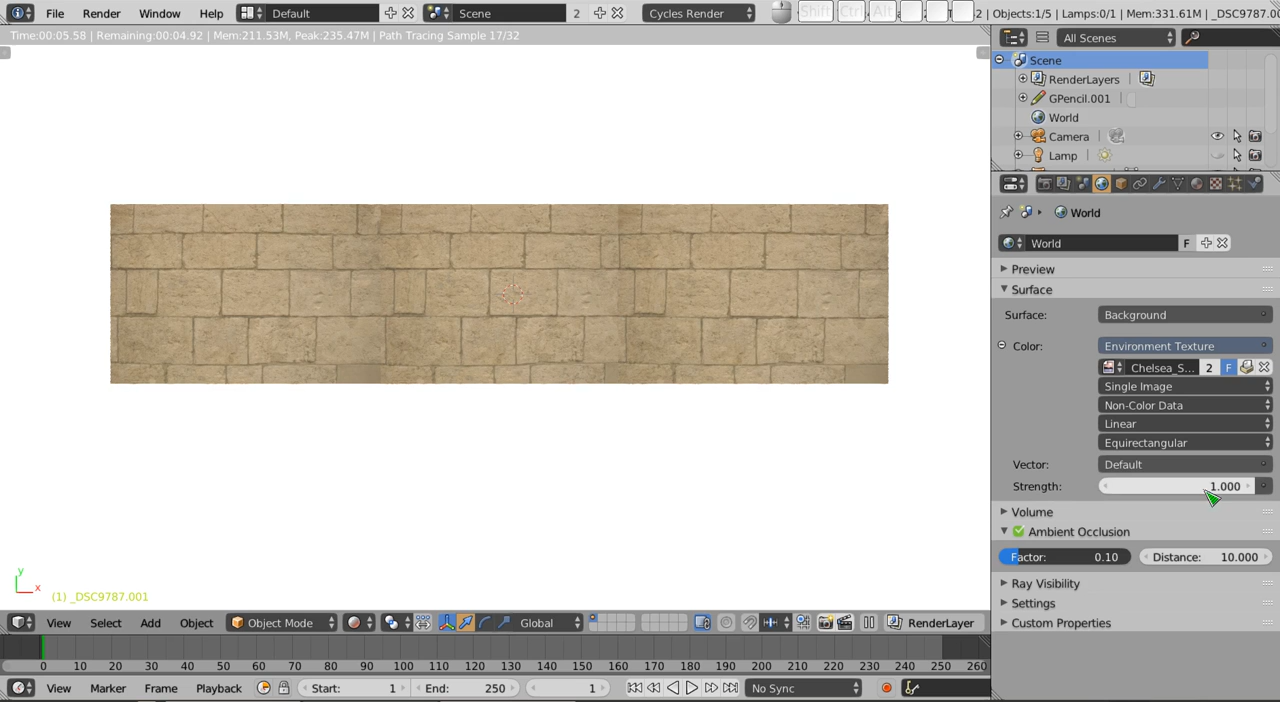 File Render Window Help Default Scene 2 Cycles Render Shift Ctrl Alt 2 | Objects:1/5 | Lamps:0/1 | Mem:331.61M | _DSC9787.0
Time:00:05.58 | Remaining:00:04.92 | Mem:211.53M, Peak:235.47M | Path Tracing Sample 17/32
All Scenes
Scene
RenderLayers
GPencil.001
World
Camera
Lamp
World
World F
Preview
Surface
Surface: Background
Color: Environment Texture
Chelsea_S... 2 F
Single Image
Non-Color Data
Linear
Equirectangular
Vector: Default
Strength: 1.000
Volume
Ambient Occlusion
Factor: 0.10 Distance: 10.000
Ray Visibility
Settings
Custom Properties
y
x
(1) _DSC9787.001
View Select Add Object Object Mode Global RenderLayer
0 10 20 30 40 50 60 70 80 90 100 110 120 130 140 150 160 170 180 190 200 210 220 230 240 250 260
View Marker Frame Playback Start: 1 End: 250 1 No Sync